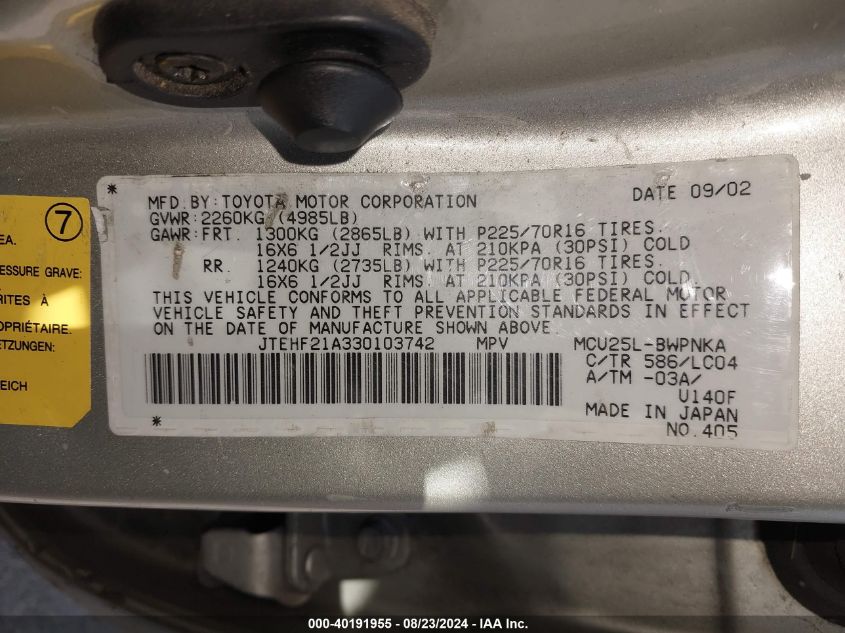 7
EA.
ESSURE GRAVE:
RITES À
OPRIÉTAIRE.
ETZUNGEN:
EICH
* MFD. BY: TOYOTA MOTOR CORPORATION DATE 09/02
GVWR: 2260KG (4985LB)
GAWR: FRT. 1300KG (2865LB) WITH P225/70R16 TIRES.
16X6 1/2JJ RIMS. AT 210KPA (30PSI) COLD
RR. 1240KG (2735LB) WITH P225/70R16 TIRES.
16X6 1/2JJ RIMS. AT 210KPA (30PSI) COLD.
THIS VEHICLE CONFORMS TO ALL APPLICABLE FEDERAL MOTOR
VEHICLE SAFETY AND THEFT PREVENTION STANDARDS IN EFFECT
ON THE DATE OF MANUFACTURE SHOWN ABOVE.
JTEHF21A330103742 MPV MCU25L-BWPNKA
C/TR 586/LC04
A/TM -03A/
U140F
MADE IN JAPAN
* NO.405
000-40191955 - 08/23/2024 - IAA Inc.